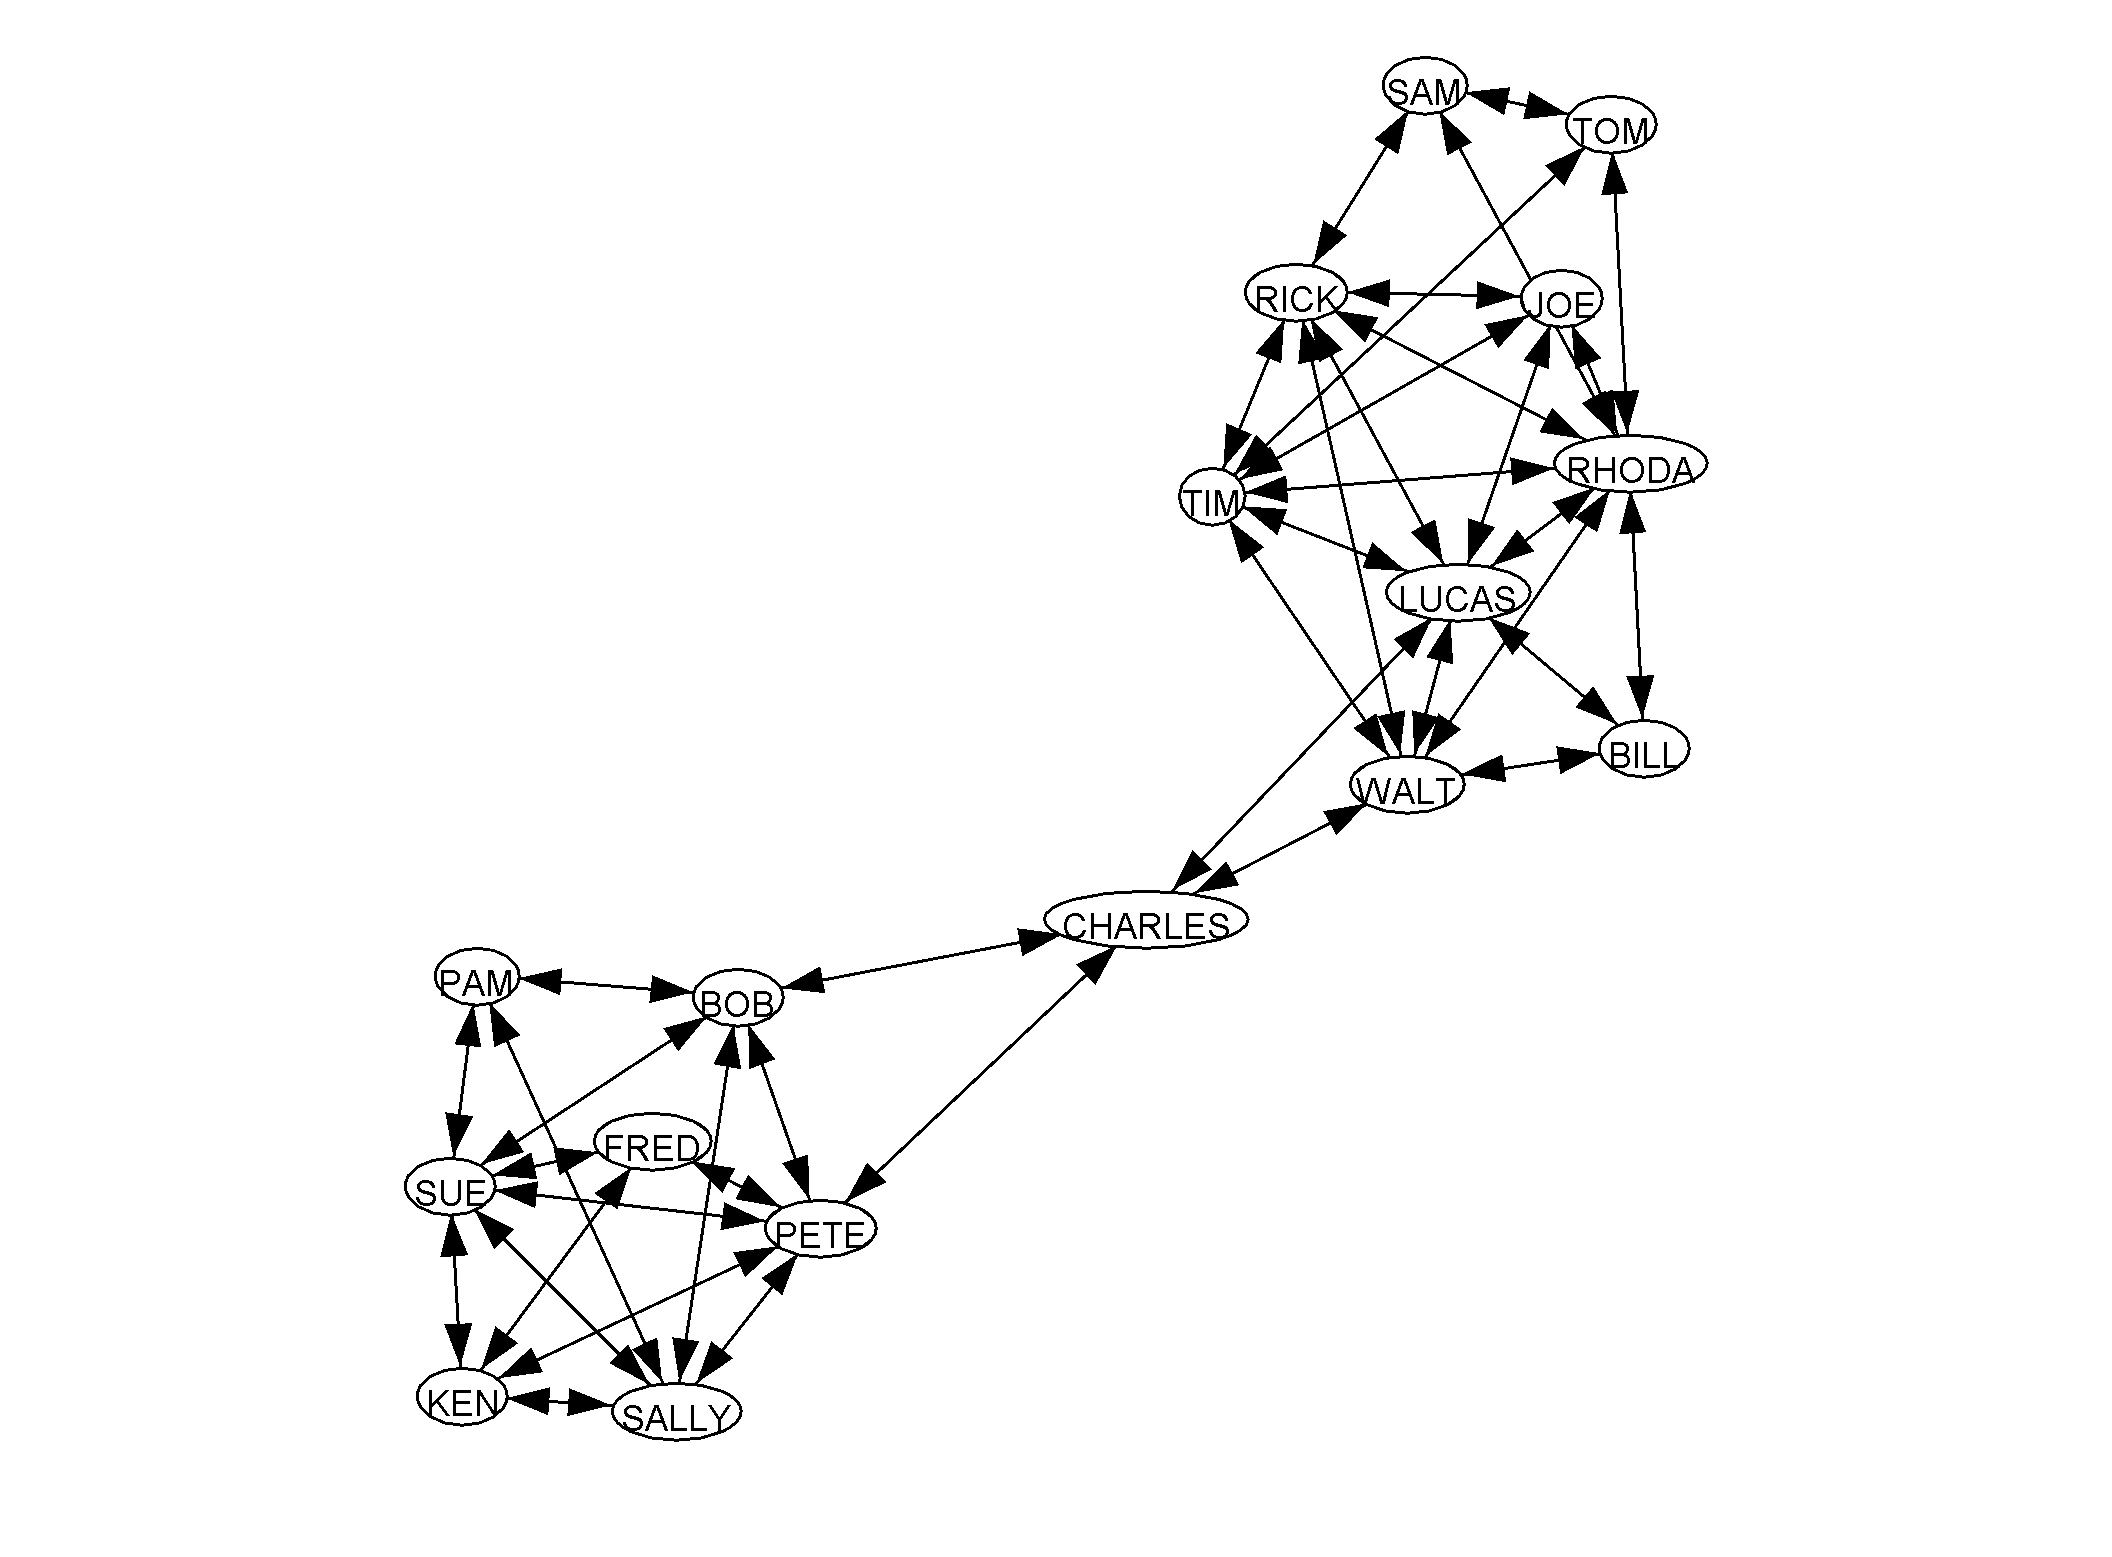 SAM
TOM
RICK
JOE
RHODA
TIM
LUCAS
BILL
WALT
CHARLES
PAM
BOB
FRED
SUE
PETE
KEN
SALLY